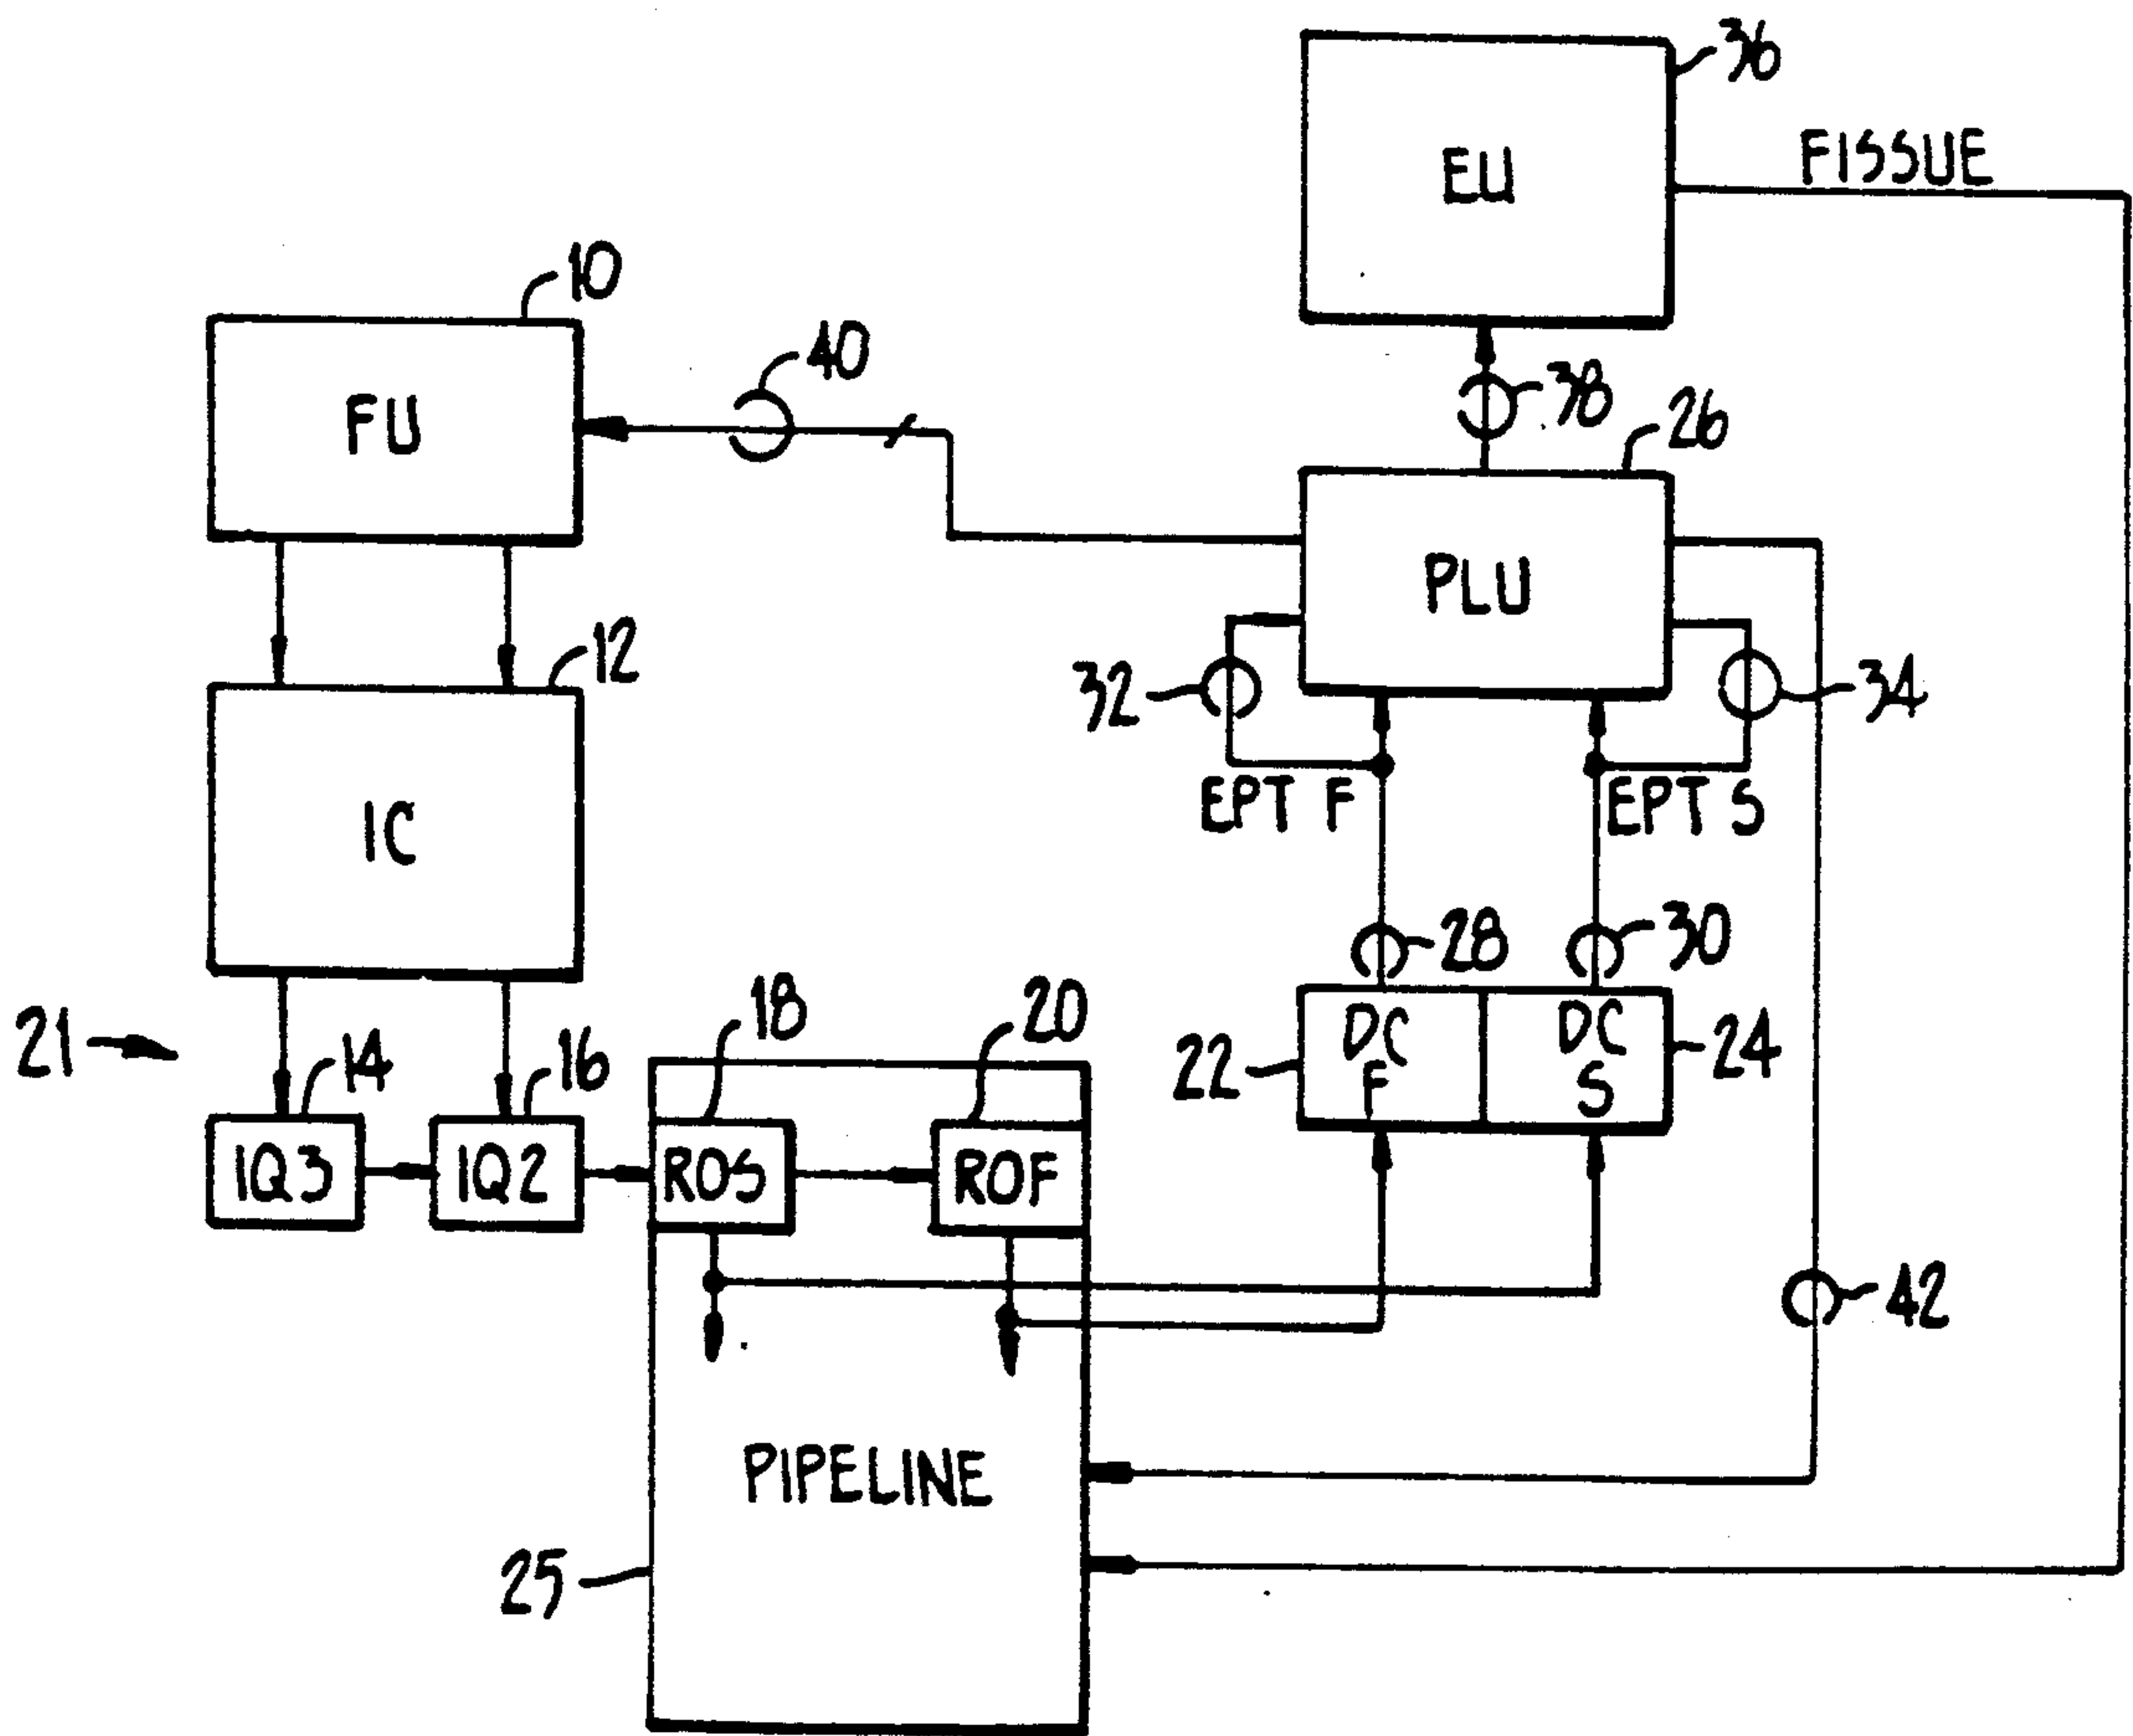 36
EU
FISSUE
10
40
38
26
FU
PLU
12
32
34
EPT F
EPT S
IC
28
30
18
20
21
14
16
22
DC
F
DC
S
24
IQ3
IQ2
ROS
ROF
42
PIPELINE
25